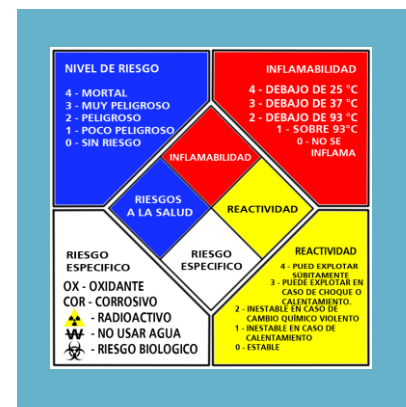 NIVEL DE RIESGO
4 - MORTAL
3 - MUY PELIGROSO
2 - PELIGROSO
1 - POCO PELIGROSO
0 - SIN RIESGO
INFLAMABILIDAD
4 - DEBAJO DE 25 °C
3 - DEBAJO DE 37 °C
2 - DEBAJO DE 93 °C
1 - SOBRE 93°C
0 - NO SE
INFLAMA
INFLAMABILIDAD
RIESGOS
A LA SALUD
REACTIVIDAD
RIESGO
ESPECIFICO
RIESGO
ESPECIFICO
OX - OXIDANTE
COR - CORROSIVO
- RADIOACTIVO
W - NO USAR AGUA
- RIESGO BIOLOGICO
REACTIVIDAD
4 - PUED EXPLOTAR
SÚBITAMENTE
3 - PUEDE EXPLOTAR EN
CASO DE CHOQUE O
CALENTAMIENTO.
2 - INESTABLE EN CASO DE
CAMBIO QUÍMICO VIOLENTO
1 - INESTABLE EN CASO DE
CALENTAMIENTO
0 - ESTABLE